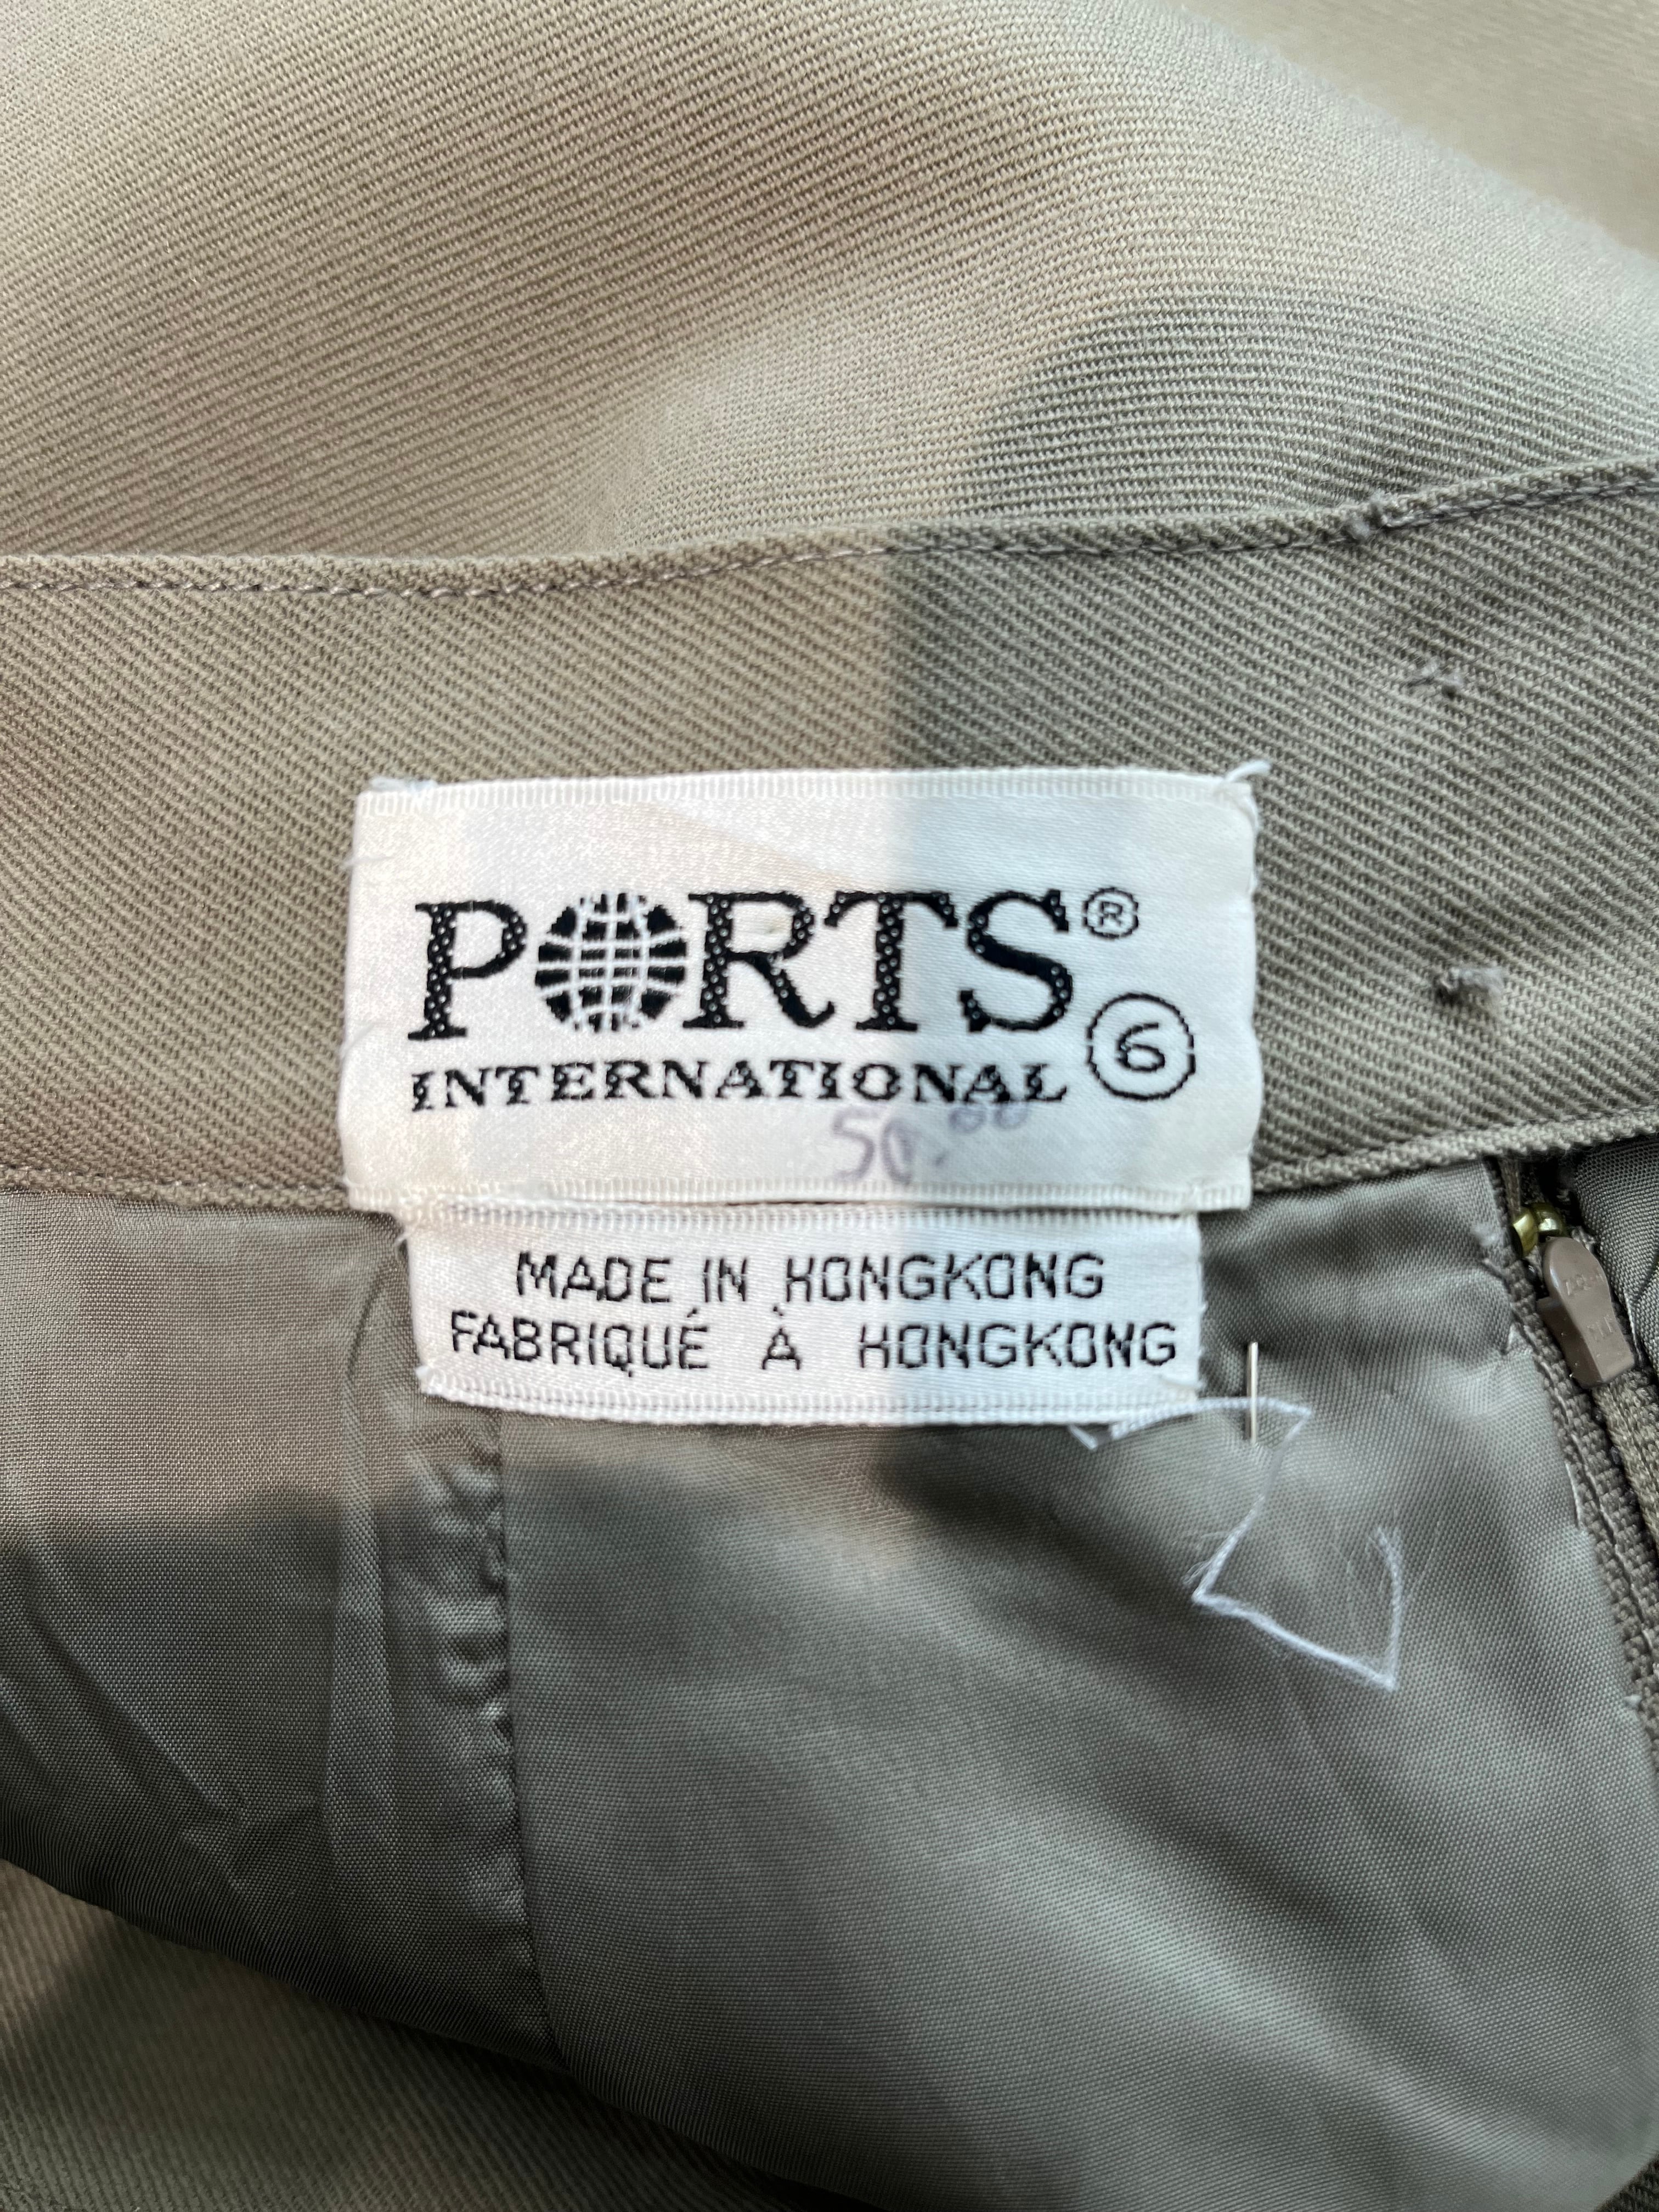 PORTS®
INTERNATIONAL 6
50.00
MADE IN HONGKONG
FABRIQUÉ À HONGKONG